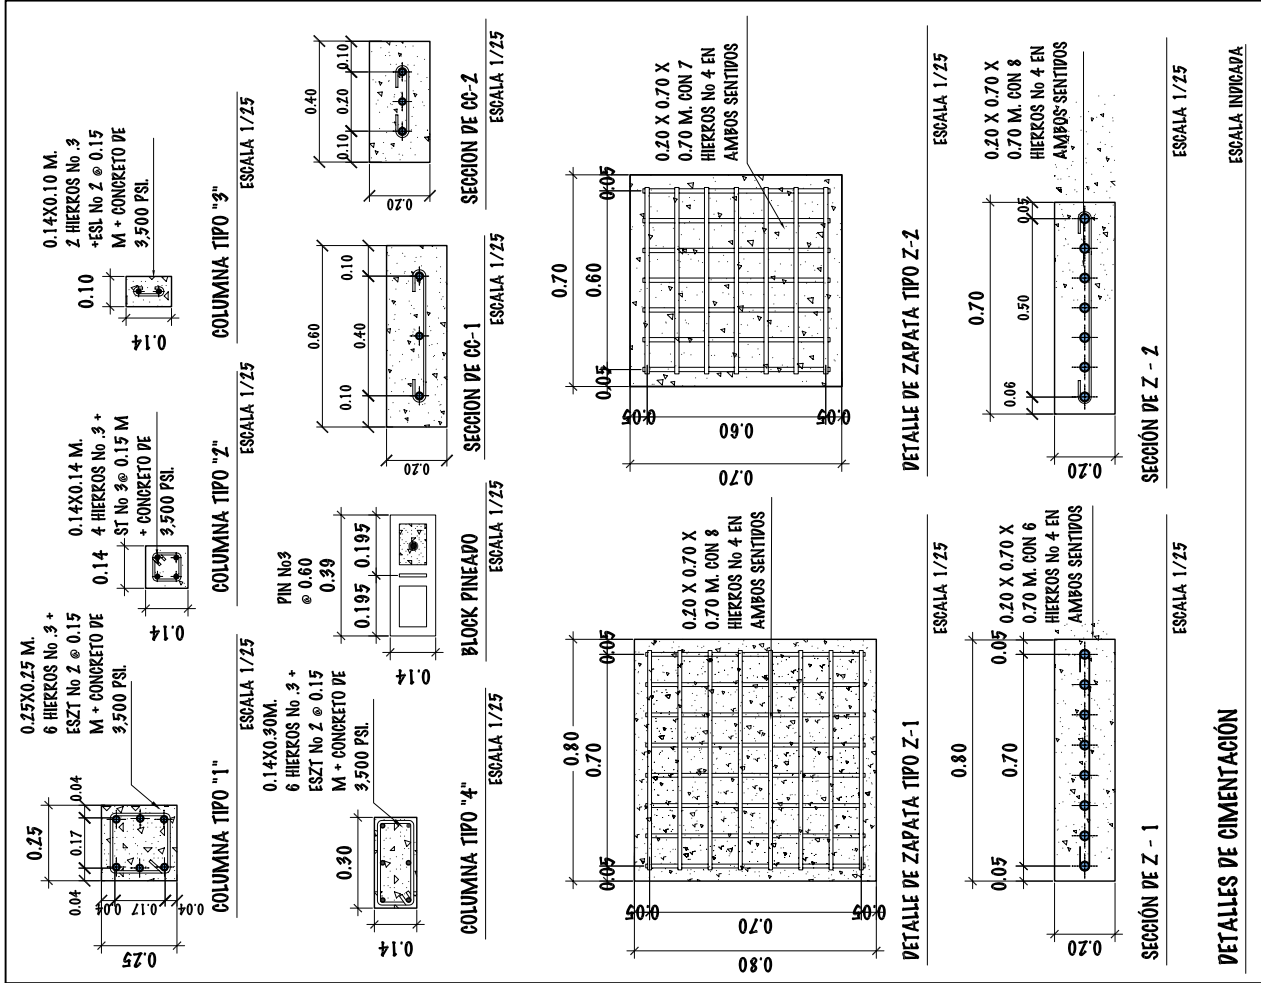 0.25X0.25 M.
6 HIERROS No .3 +
ESZT No 2 @ 0.15
M + CONCRETO DE
3,500 PSI.
0.25
0.04
0.17
0.04
0.25
0.04
0.17
0.04
COLUMNA TIPO "1"
ESCALA 1/25
0.14X0.14 M.
4 HIERROS No .3 +
ST No 3@ 0.15 M
+ CONCRETO DE
3,500 PSI.
0.14
0.14
COLUMNA TIPO "2"
ESCALA 1/25
0.14X0.10 M.
2 HIERROS No .3
+ESL No 2 @ 0.15
M + CONCRETO DE
3,500 PSI.
0.10
0.14
COLUMNA TIPO "3"
ESCALA 1/25
0.14X0.30M.
6 HIERROS No .3 +
ESZT No 2 @ 0.15
M + CONCRETO DE
3,500 PSI.
0.30
0.14
COLUMNA TIPO "4"
ESCALA 1/25
PIN No3
@ 0.60
0.39
0.195
0.195
0.14
BLOCK PINEADO
ESCALA 1/25
0.60
0.10
0.40
0.10
0.20
SECCION DE CC-1
ESCALA 1/25
0.40
0.10
0.20
0.10
0.20
SECCION DE CC-2
ESCALA 1/25
0.20 X 0.70 X
0.70 M. CON 8
HIERROS No 4 EN
AMBOS SENTIDOS
0.80
0.70
0.05
0.05
0.05
0.70
0.05
0.80
DETALLE DE ZAPATA TIPO Z-1
ESCALA 1/25
0.20 X 0.70 X
0.70 M. CON 7
HIERROS No 4 EN
AMBOS SENTIDOS
0.70
0.60
0.05
0.05
0.05
0.60
0.05
0.70
DETALLE DE ZAPATA TIPO Z-2
ESCALA 1/25
0.20 X 0.70 X
0.70 M. CON 6
HIERROS No 4 EN
AMBOS SENTIDOS
0.80
0.05
0.70
0.05
0.20
SECCIÓN DE Z - 1
ESCALA 1/25
0.20 X 0.70 X
0.70 M. CON 8
HIERROS No 4 EN
AMBOS SENTIDOS
0.70
0.06
0.50
0.05
0.20
SECCIÓN DE Z - 2
ESCALA 1/25
DETALLES DE CIMENTACIÓN
ESCALA INDICADA